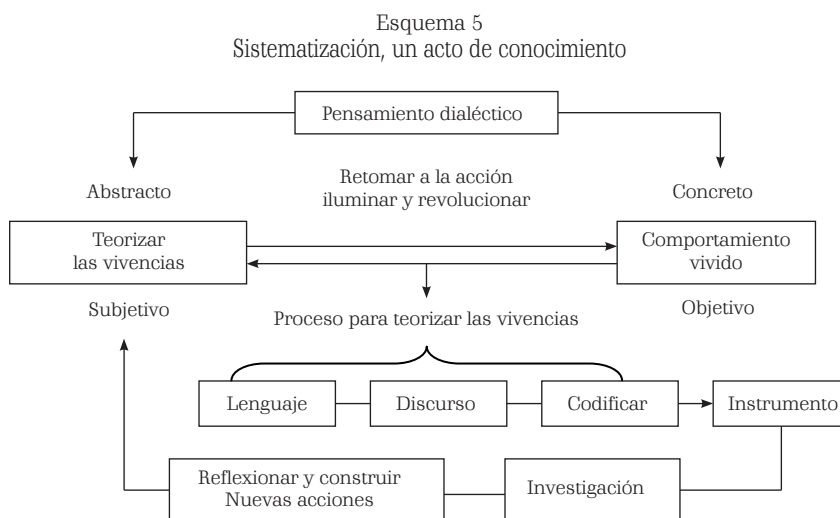 Esquema 5
Sistematización, un acto de conocimiento
Pensamiento dialéctico
Abstracto
Retomar a la acción
iluminar y revolucionar
Concreto
Teorizar
las vivencias
Comportamiento
vivido
Subjetivo
Objetivo
Proceso para teorizar las vivencias
Lenguaje
Discurso
Codificar
Instrumento
Reflexionar y construir
Nuevas acciones
Investigación